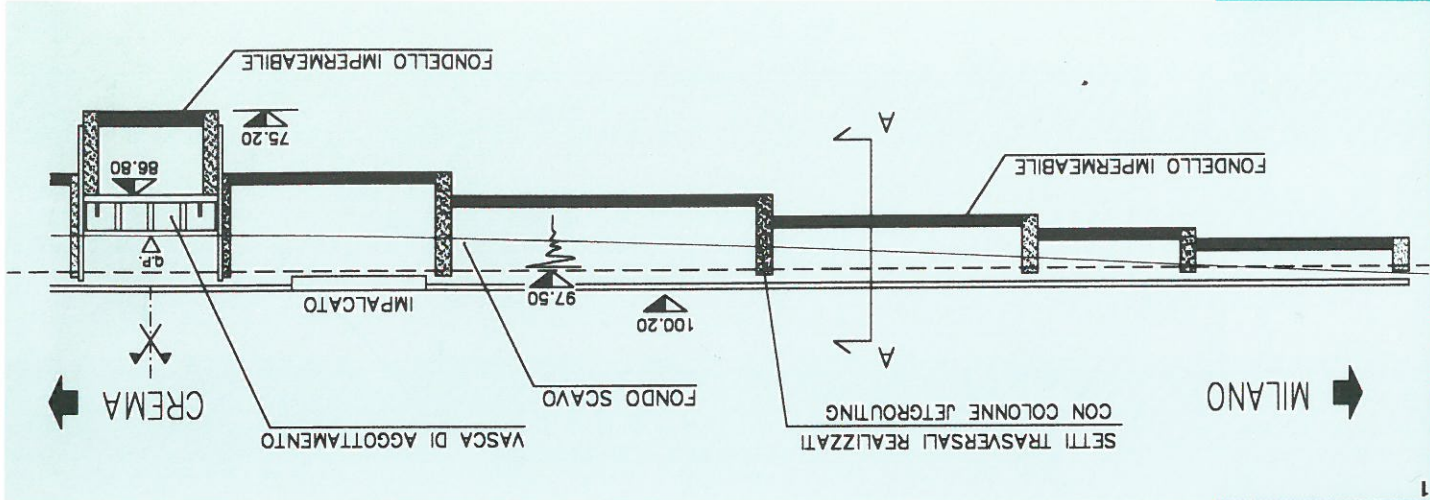 1
SETTI TRASVERSALI REALIZZATI
CON COLONNE JETGROUTING
VASCA DI AGGOTTAMENTO
MILANO
FONDO SCAVO
CREMA
A
100.20
IMPALCATO
97.50
Q.P.
FONDELLO IMPERMEABILE
86.80
A
75.20
FONDELLO IMPERMEABILE